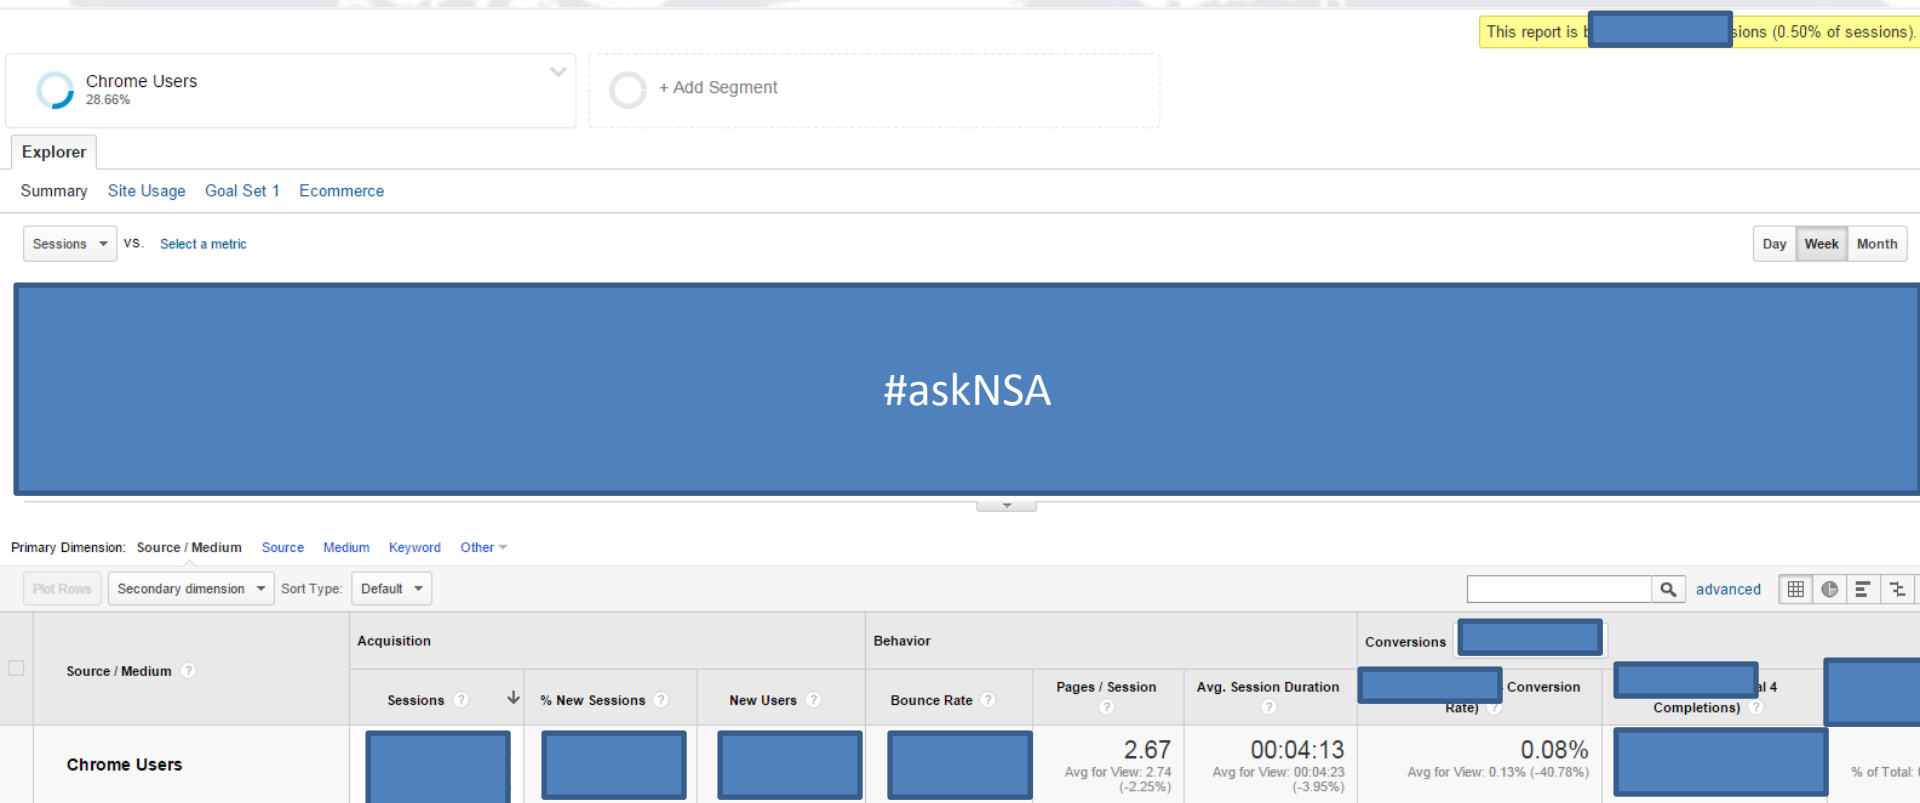 This report is b sions (0.50% of sessions).
Chrome Users
28.66%
+ Add Segment
Explorer
Summary Site Usage Goal Set 1 Ecommerce
Sessions VS. Select a metric
Day Week Month
#askNSA
Primary Dimension: Source / Medium Source Medium Keyword Other
Plot Rows Secondary dimension Sort Type: Default advanced
Acquisition Behavior Conversions
Source / Medium ?
Sessions ? % New Sessions ? New Users ? Bounce Rate ? Pages / Session ? Avg. Session Duration ? Conversion Rate) ? al 4 Completions) ?
Chrome Users 2.67 00:04:13 0.08%
Avg for View: 2.74 Avg for View: 00:04:23 Avg for View: 0.13% (-40.78%) % of Total:
(-2.25%) (-3.95%)